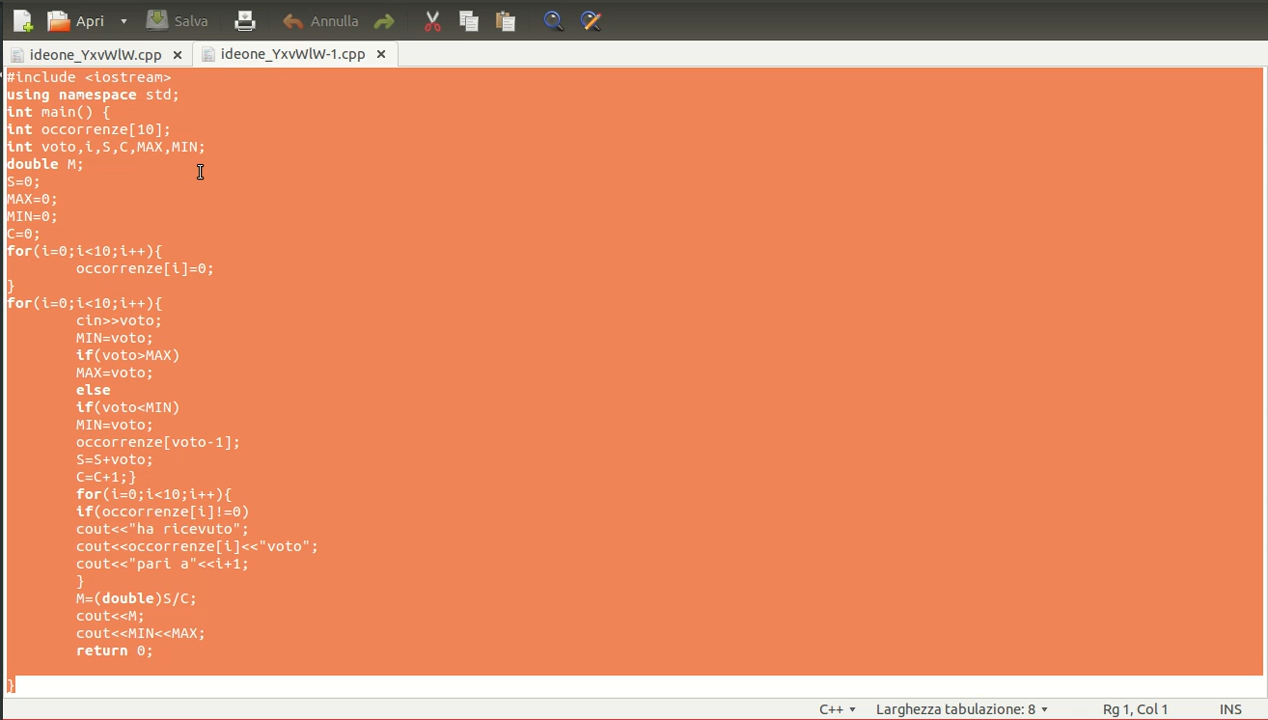 Apri Salva Annulla
ideone_YxvWlW.cpp ideone_YxvWlW-1.cpp
#include <iostream>
using namespace std;
int main() {
int occorrenze[10];
int voto,i,S,C,MAX,MIN;
double M;
S=0;
MAX=0;
MIN=0;
C=0;
for(i=0;i<10;i++){
occorrenze[i]=0;
}
for(i=0;i<10;i++){
cin>>voto;
MIN=voto;
if(voto>MAX)
MAX=voto;
else
if(voto<MIN)
MIN=voto;
occorrenze[voto-1];
S=S+voto;
C=C+1;}
for(i=0;i<10;i++){
if(occorrenze[i]!=0)
cout<<"ha ricevuto";
cout<<occorrenze[i]<<"voto";
cout<<"pari a"<<i+1;
}
M=(double)S/C;
cout<<M;
cout<<MIN<<MAX;
return 0;
}
C++ Larghezza tabulazione: 8 Rg 1, Col 1 INS